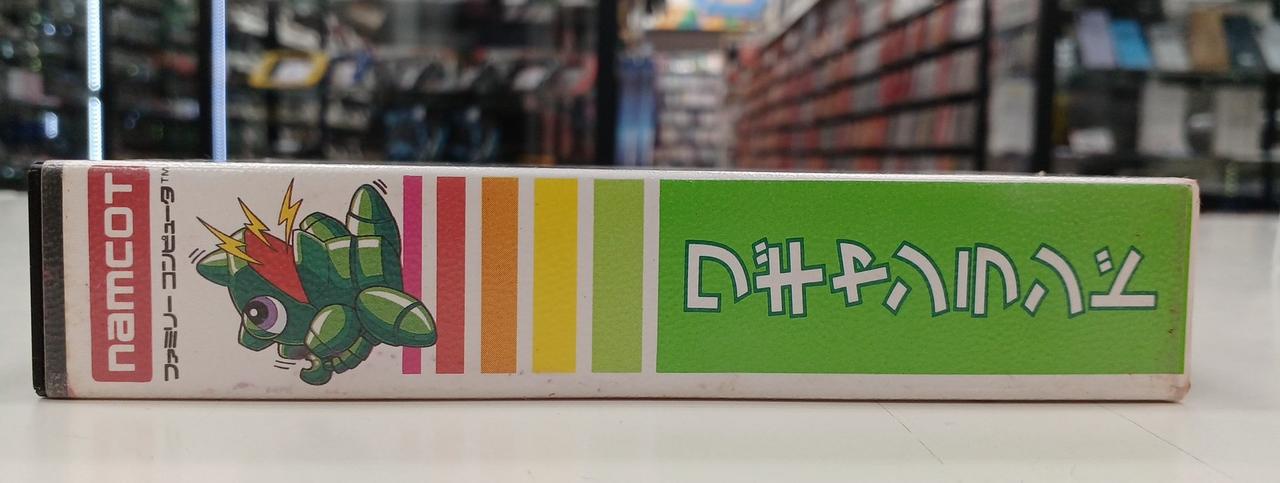 namcot
ファミリー コンピュータ™
ワギャンランド